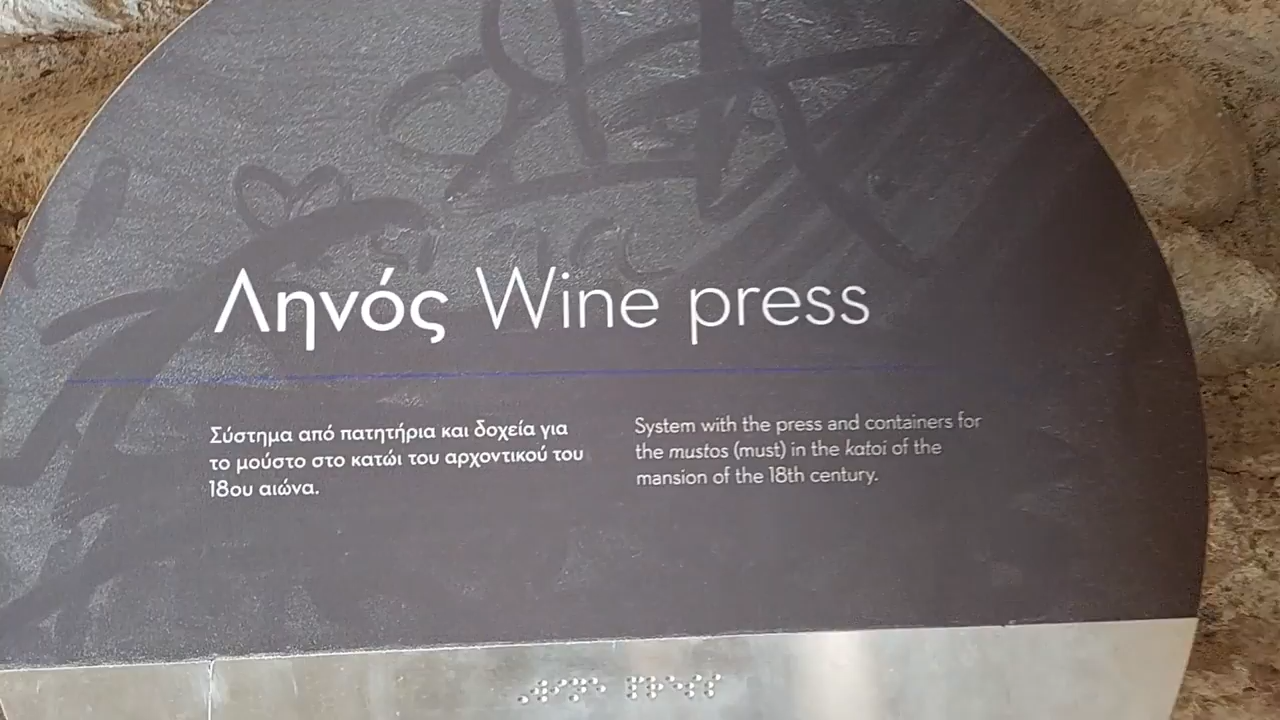 Ληνός Wine press
Σύστημα από πατητήρια και δοχεία για
το μούστο στο κατώι του αρχοντικού του
18ου αιώνα.
System with the press and containers for
the mustos (must) in the katoi of the
mansion of the 18th century.